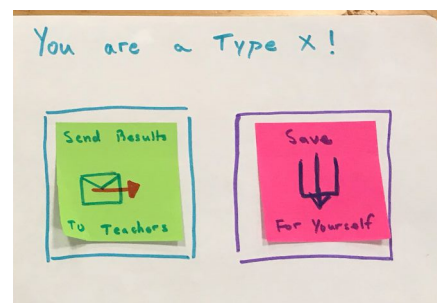 You are a Type X!
Send Results
To Teachers
Save
For Yourself